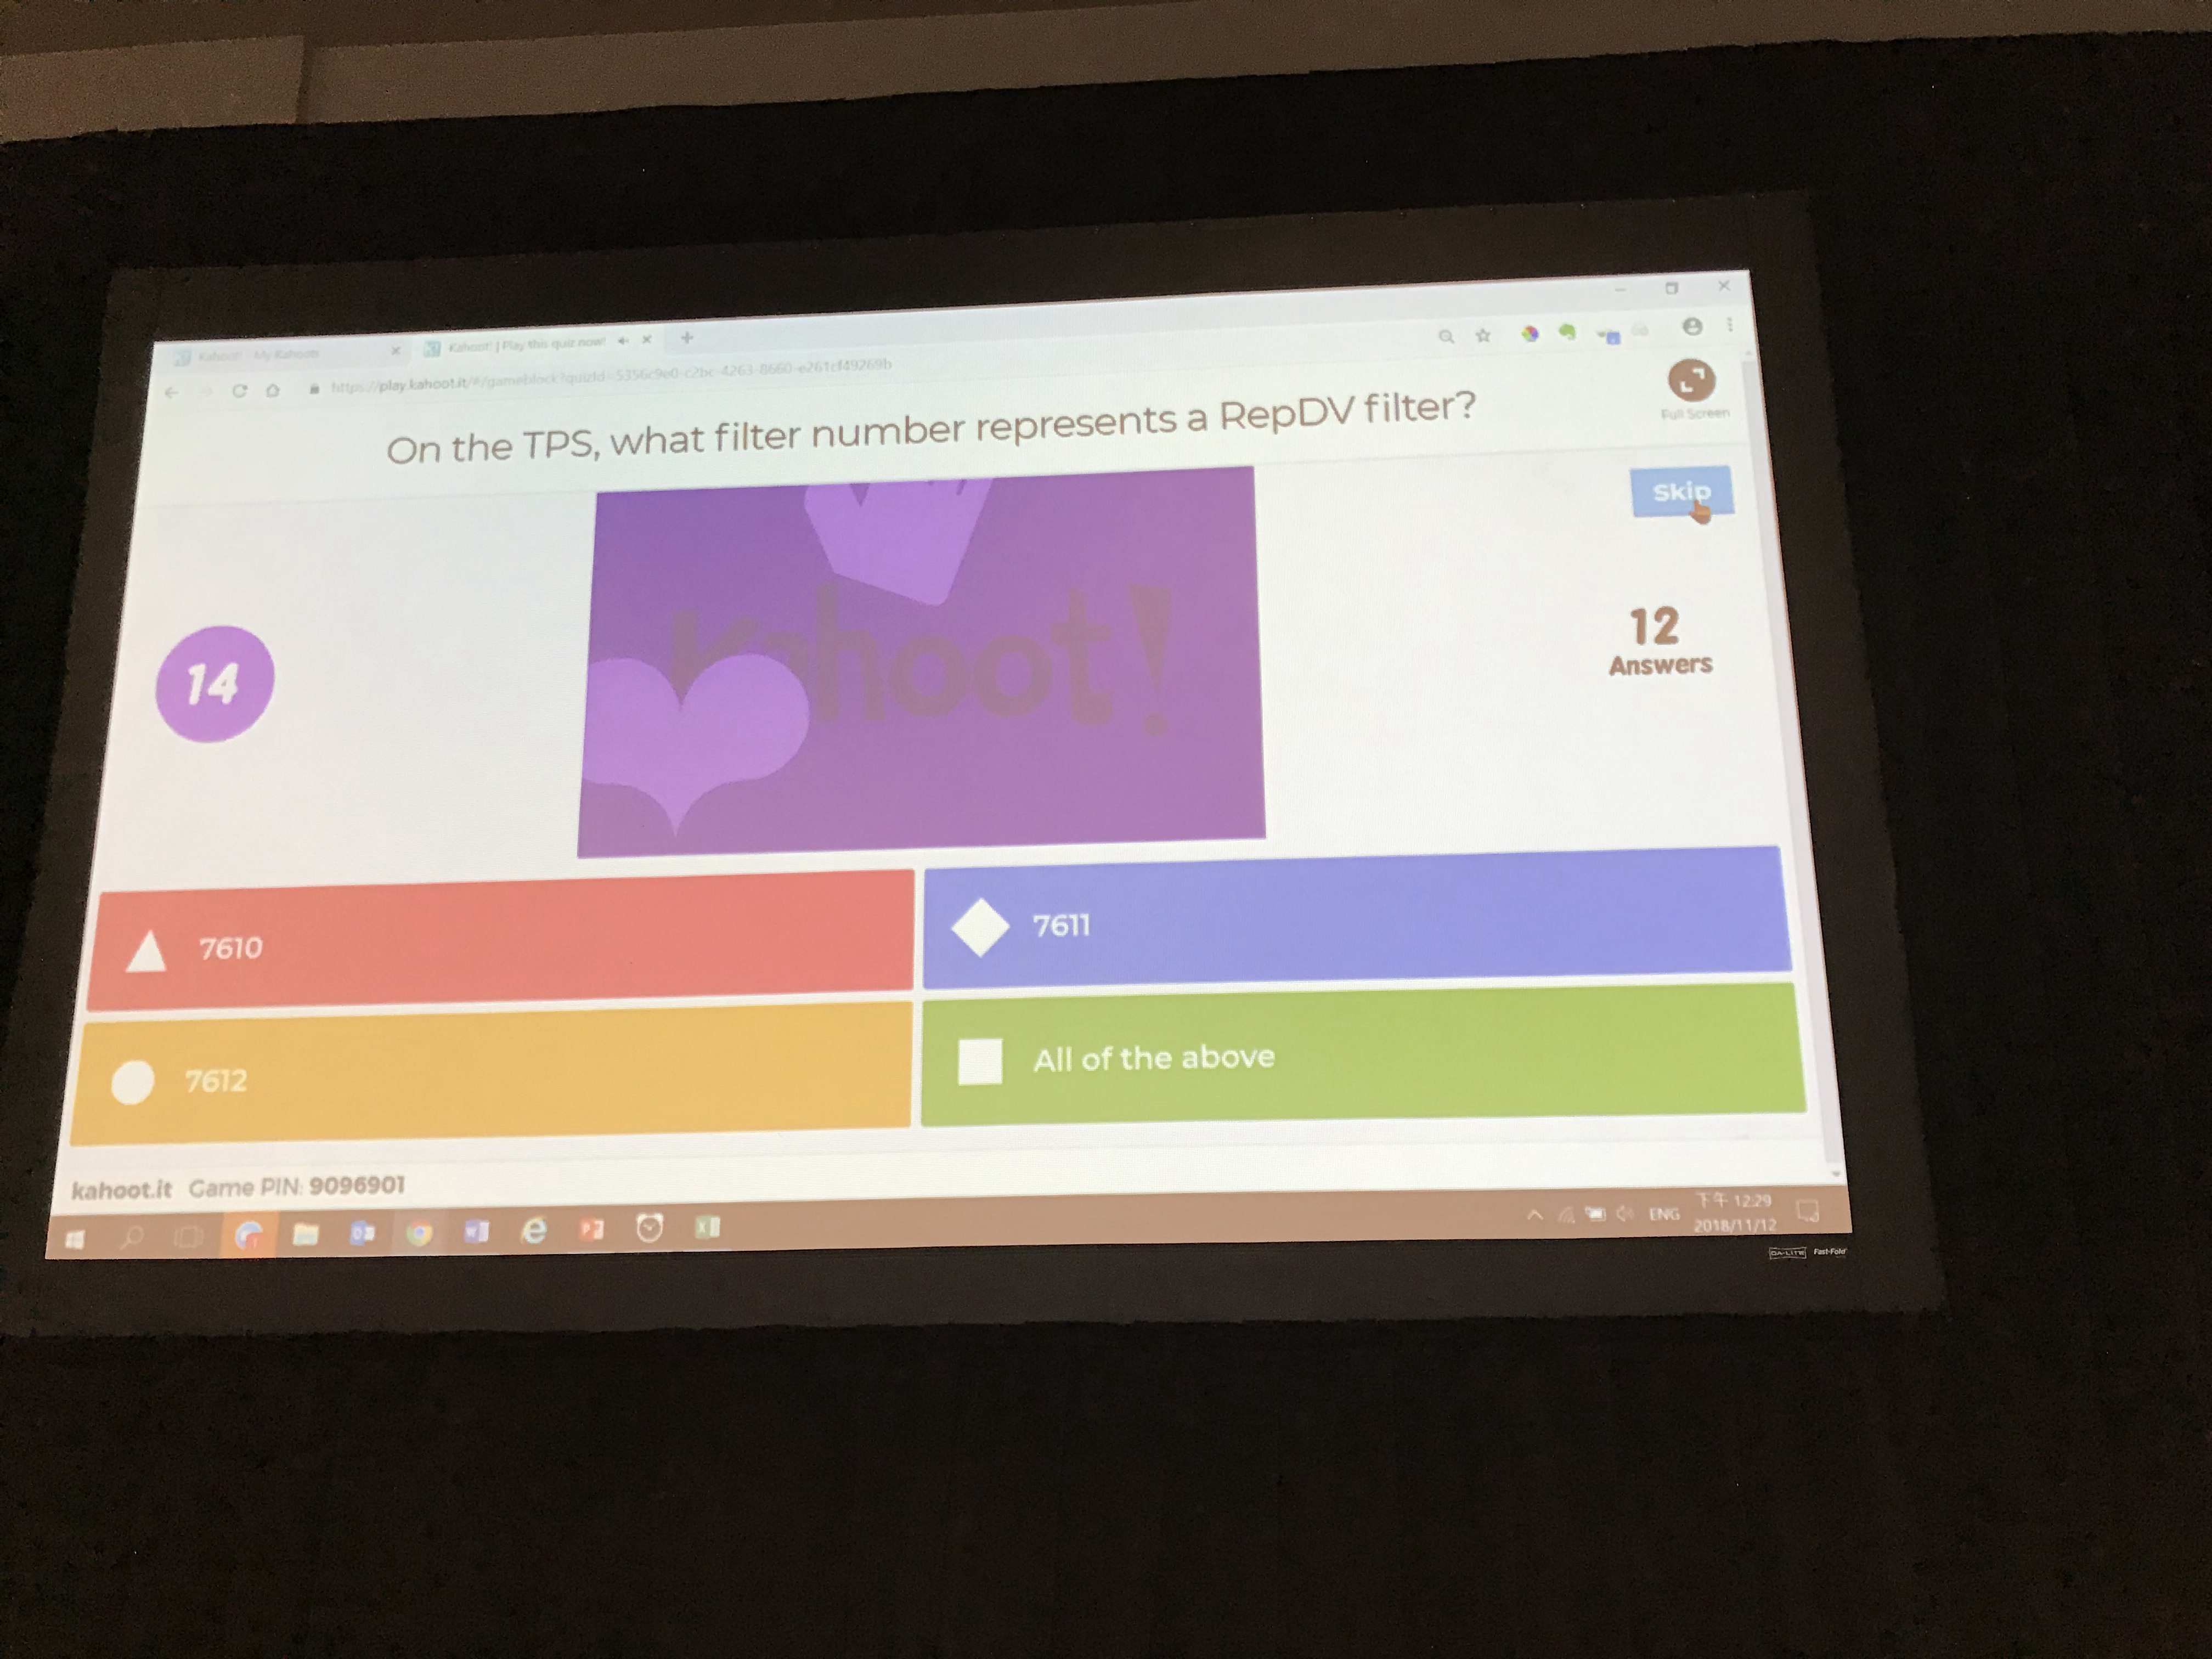 Kahoot! - My Kahoots
Kahoot! | Play this quiz now!
https://play.kahoot.it/#/gameblock?quizId=5356c9e0-c2bc-4263-8660-e261cf49269b
Full Screen
On the TPS, what filter number represents a RepDV filter?
Skip
14
Kahoot!
12
Answers
7610
7611
7612
All of the above
kahoot.it Game PIN: 9096901
ENG
下午 12:29
2018/11/12
DA-LITE Fast-Fold